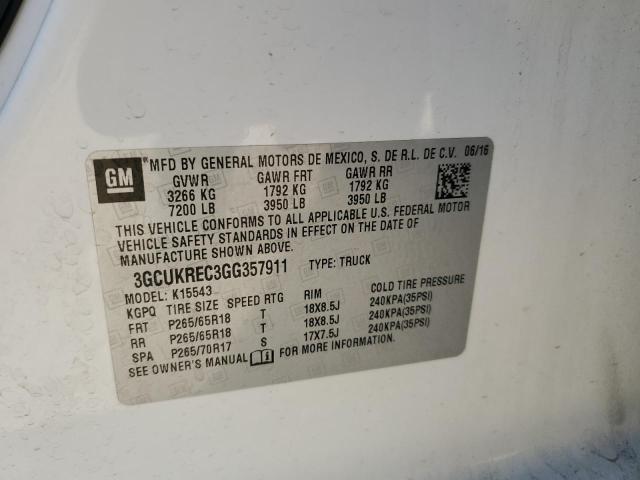 GM
MFD BY GENERAL MOTORS DE MEXICO, S. DE R.L. DE C.V. 06/16
GVWR GAWR FRT GAWR RR
3266 KG 1792 KG 1792 KG
7200 LB 3950 LB 3950 LB
THIS VEHICLE CONFORMS TO ALL APPLICABLE U.S. FEDERAL MOTOR
VEHICLE SAFETY STANDARDS IN EFFECT ON THE DATE OF
MANUFACTURE SHOWN ABOVE.
3GCUKREC3GG357911 TYPE: TRUCK
MODEL: K15543
KGPQ TIRE SIZE SPEED RTG RIM COLD TIRE PRESSURE
FRT P265/65R18 T 18X8.5J 240KPA(35PSI)
RR P265/65R18 T 18X8.5J 240KPA(35PSI)
SPA P265/70R17 S 17X7.5J 240KPA(35PSI)
SEE OWNER'S MANUAL FOR MORE INFORMATION.